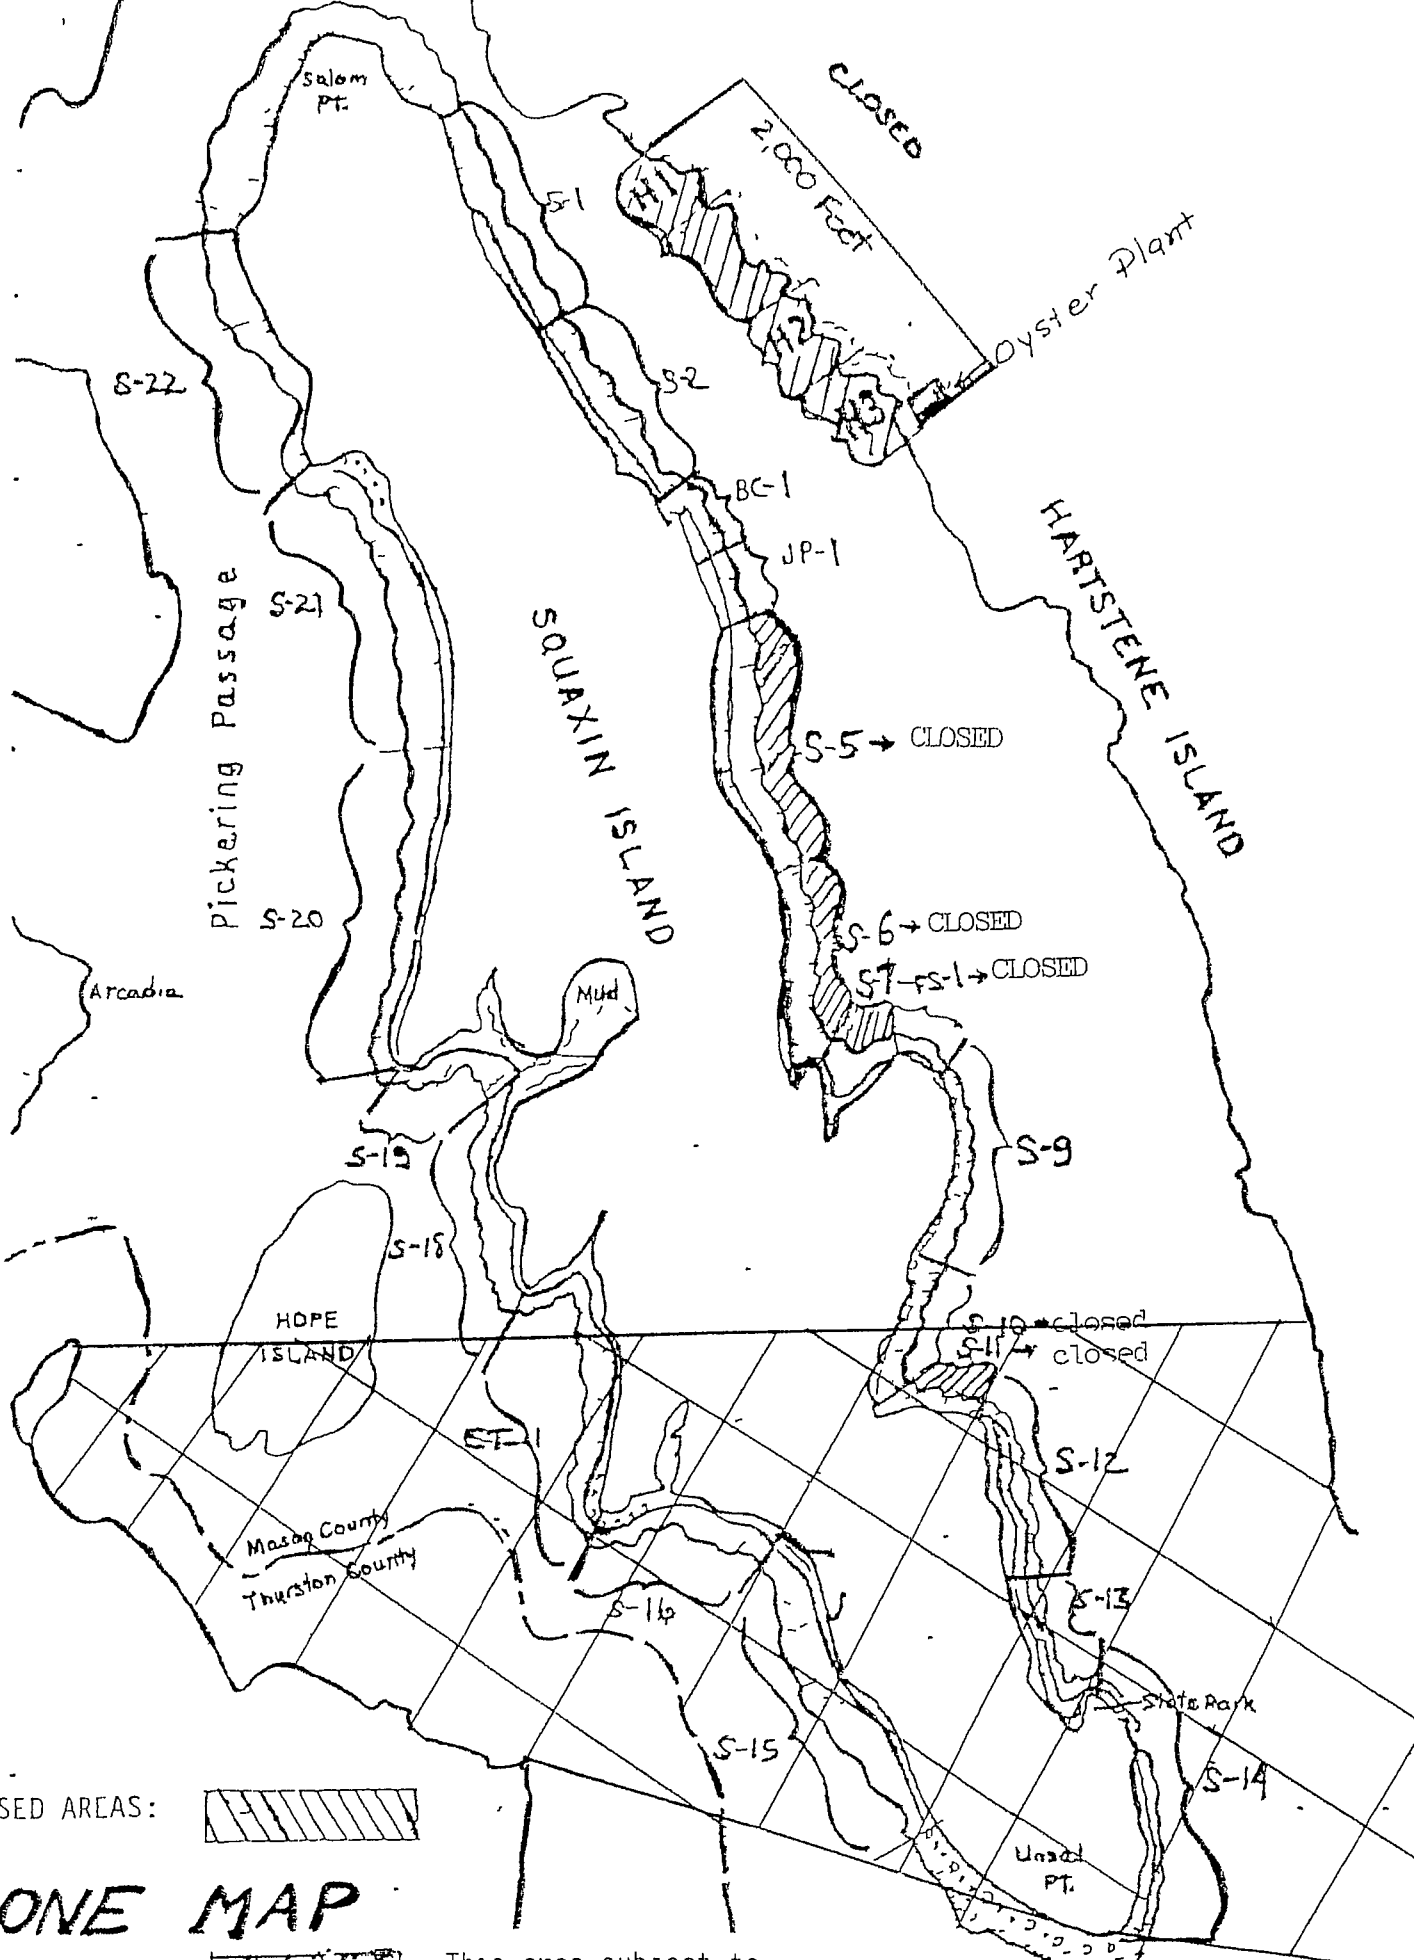 Salom
Pt.
CLOSED
2,000 Feet
H1
S-1
Oyster Plant
H2
S-22
S-2
H3
BC-1
HARTSTENE ISLAND
JP-1
Pickering Passage
S-21
SQUAXIN ISLAND
S-5→ CLOSED
S-20
S-6→ CLOSED
S-7-FS-1→CLOSED
Arcadia
Mud
S-19
S-9
S-18
HOPE
ISLAND
S-10→closed
S-11→ closed
ET-1
S-12
Mason County
Thurston County
S-16
S-13
State Park
S-15
S-14
SED AREAS:
Unsal
Pt.
ONE MAP
This area subject to